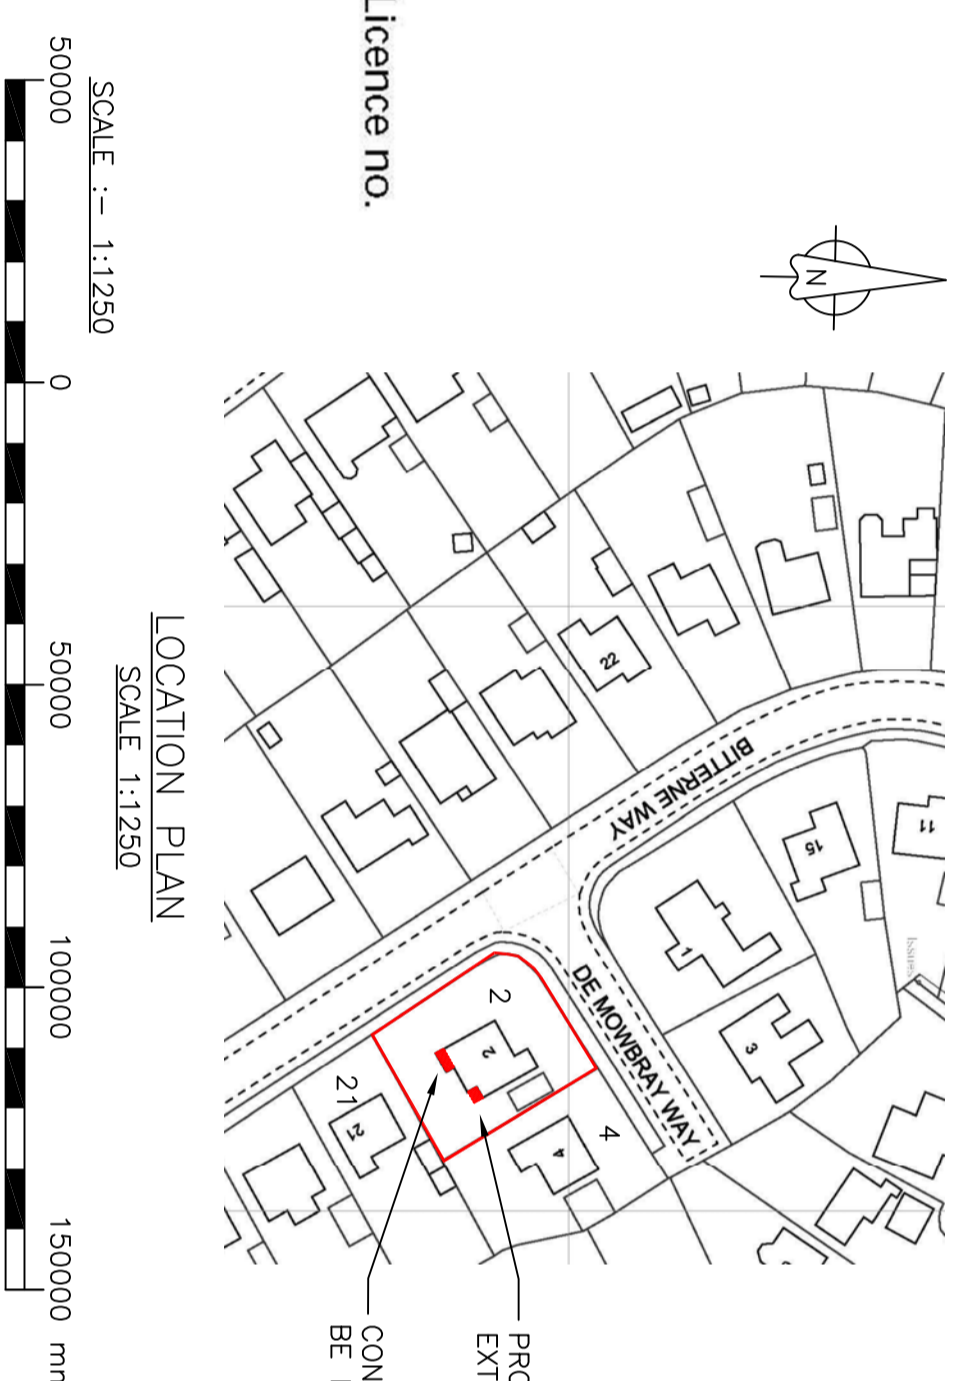 Licence no.
N
22
BITTERNE WAY
15
11
Issues
1
3
DE MOWBRAY WAY
2
2
4
4
21
21
PRO
EXT
CON
BE
LOCATION PLAN
SCALE 1:1250
SCALE :- 1:1250
50000 0 50000 100000 150000 mm